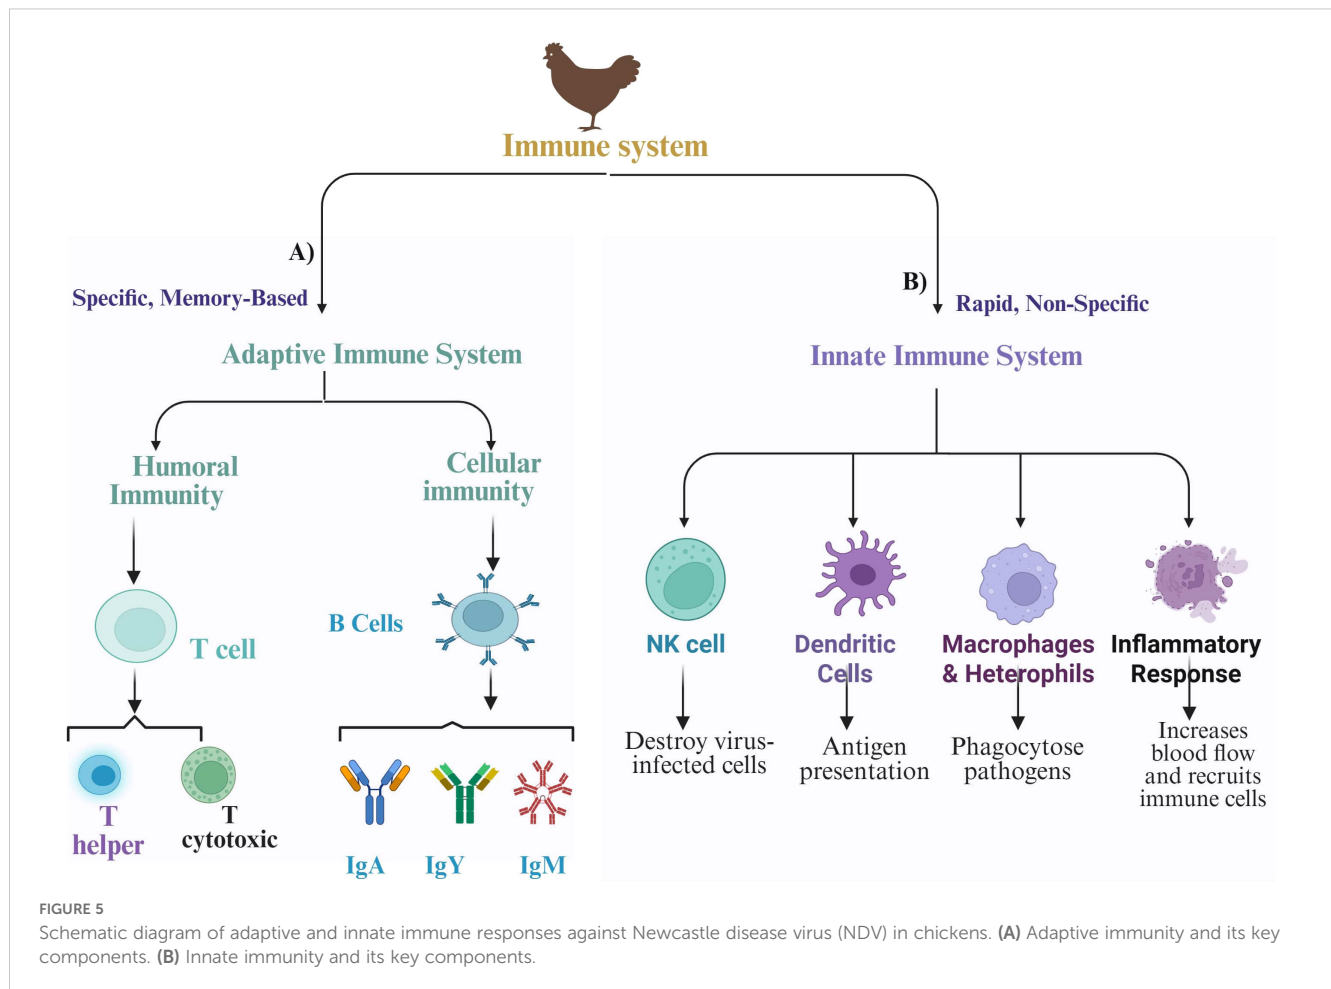 Immune system
A)
Specific, Memory-Based
Adaptive Immune System
Humoral
Immunity
Cellular
immunity
T cell
B Cells
T
helper
T
cytotoxic
IgA
IgY
IgM
B)
Rapid, Non-Specific
Innate Immune System
NK cell
Dendritic
Cells
Macrophages
& Heterophils
Inflammatory
Response
Destroy virus-
infected cells
Antigen
presentation
Phagocytose
pathogens
Increases
blood flow
and recruits
immune cells
FIGURE 5
Schematic diagram of adaptive and innate immune responses against Newcastle disease virus (NDV) in chickens. (A) Adaptive immunity and its key
components. (B) Innate immunity and its key components.